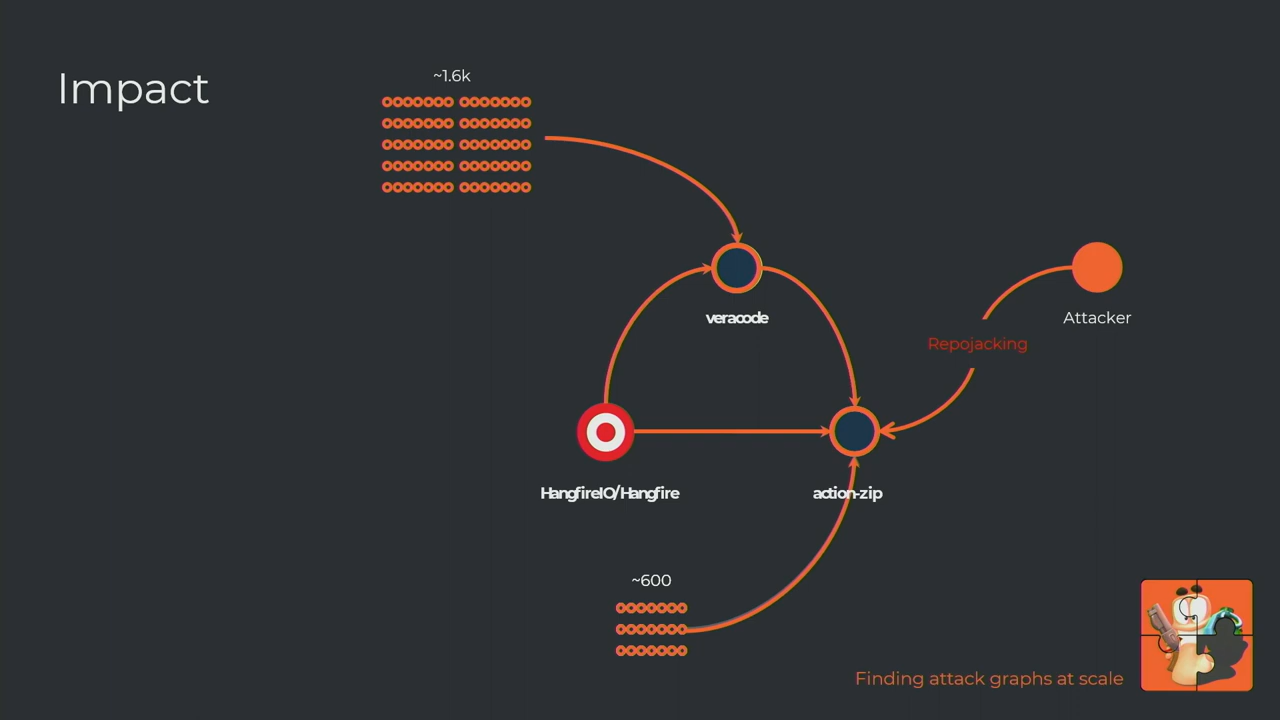 Impact
~1.6k
veracode
Attacker
Repojacking
HangfireIO/Hangfire
action-zip
~600
Finding attack graphs at scale